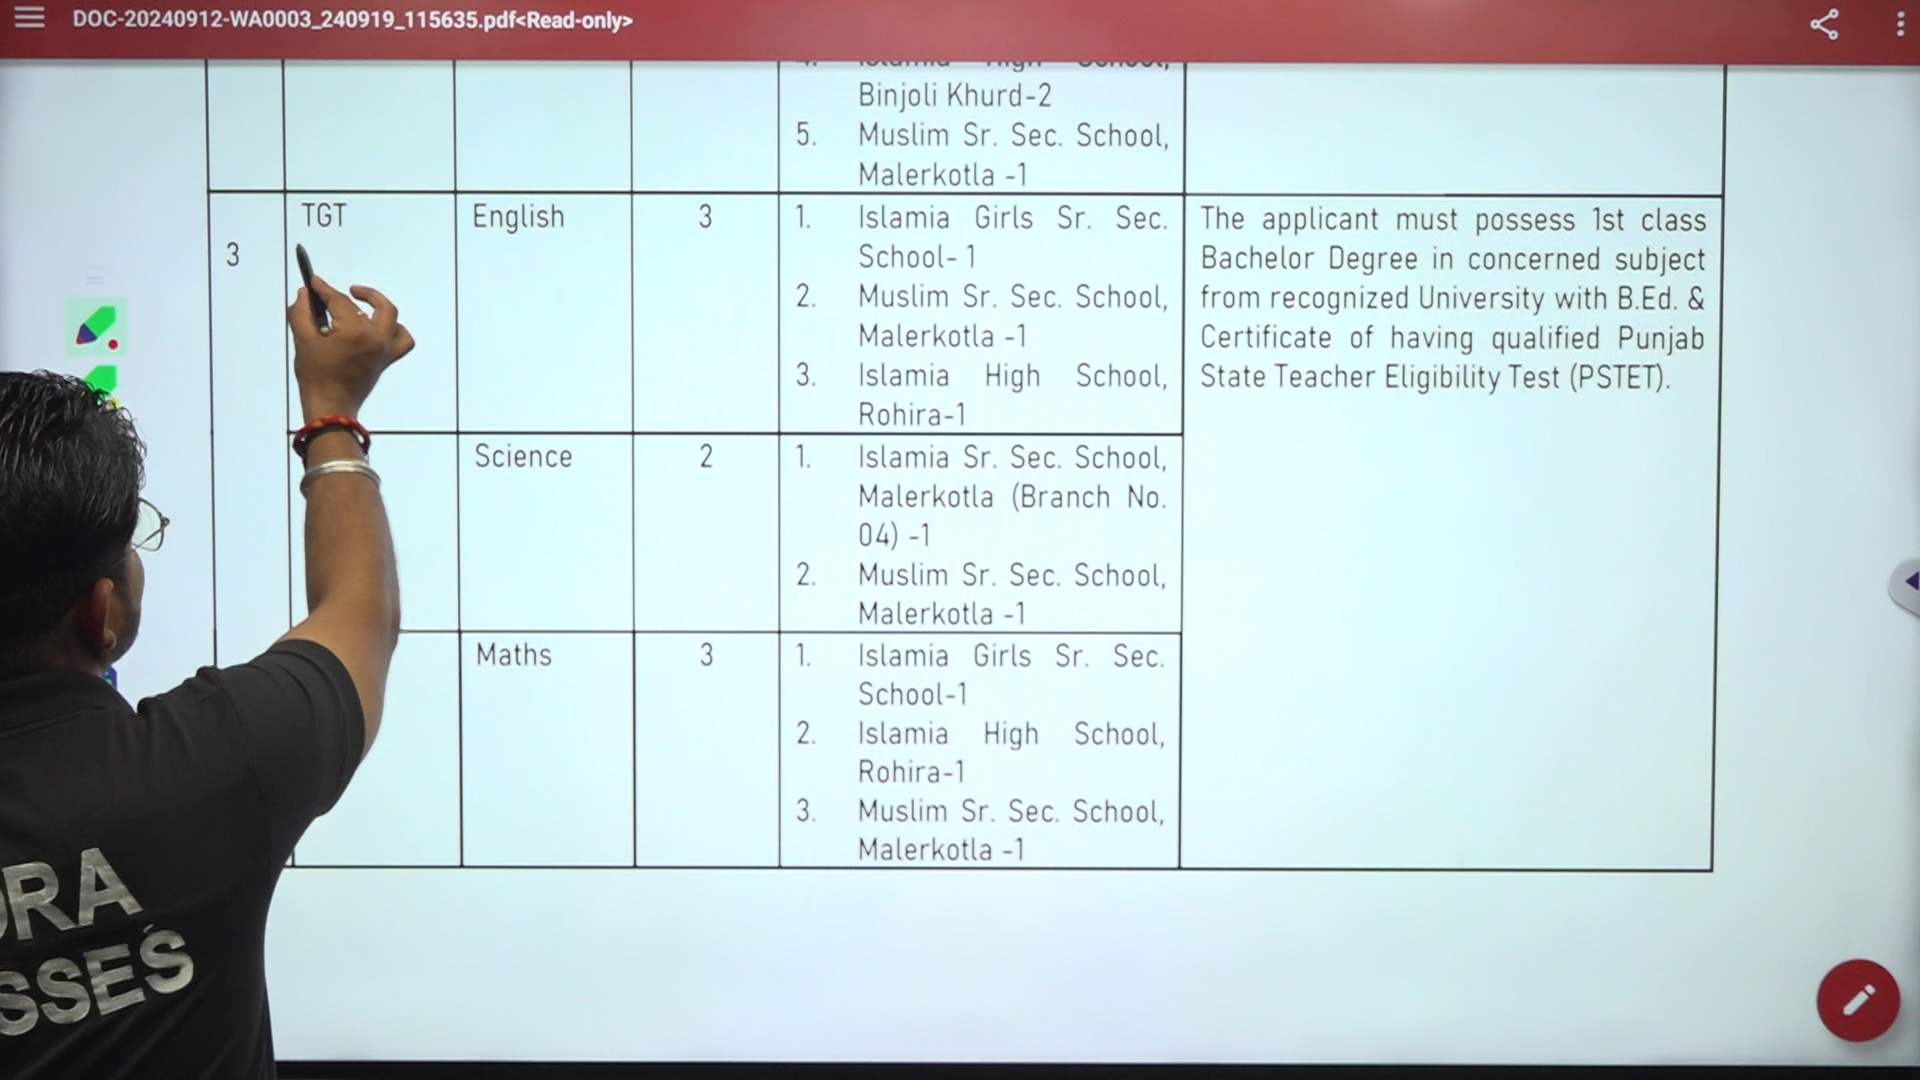 DOC-20240912-WA0003_240919_115635.pdf<Read-only>
4. Islamia High School,
Binjoli Khurd-2
5. Muslim Sr. Sec. School,
Malerkotla -1
3
TGT
English
3
1. Islamia Girls Sr. Sec.
School- 1
2. Muslim Sr. Sec. School,
Malerkotla -1
3. Islamia High School,
Rohira-1
The applicant must possess 1st class
Bachelor Degree in concerned subject
from recognized University with B.Ed. &
Certificate of having qualified Punjab
State Teacher Eligibility Test (PSTET).
Science
2
1. Islamia Sr. Sec. School,
Malerkotla (Branch No.
04) -1
2. Muslim Sr. Sec. School,
Malerkotla -1
Maths
3
1. Islamia Girls Sr. Sec.
School-1
2. Islamia High School,
Rohira-1
3. Muslim Sr. Sec. School,
Malerkotla -1